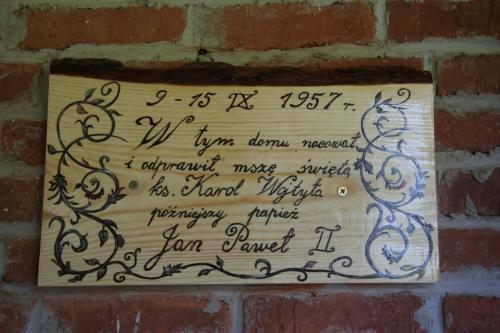 9 - 15 IX 1957 r.
W tym domu nocował
i odprawił mszę świętą
ks. Karol Wojtyła
późniejszy papież
Jan Paweł II